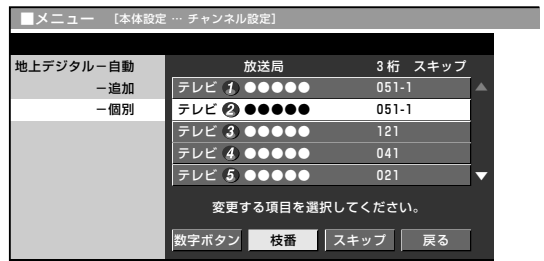 ■メニュー [本体設定 … チャンネル設定]
地上デジタル－自動
－追加
－個別
放送局 3桁 スキップ
テレビ 1 ●●●●● 051-1
テレビ 2 ●●●●● 051-1
テレビ 3 ●●●●● 121
テレビ 4 ●●●●● 041
テレビ 5 ●●●●● 021
変更する項目を選択してください。
数字ボタン 枝番 スキップ 戻る